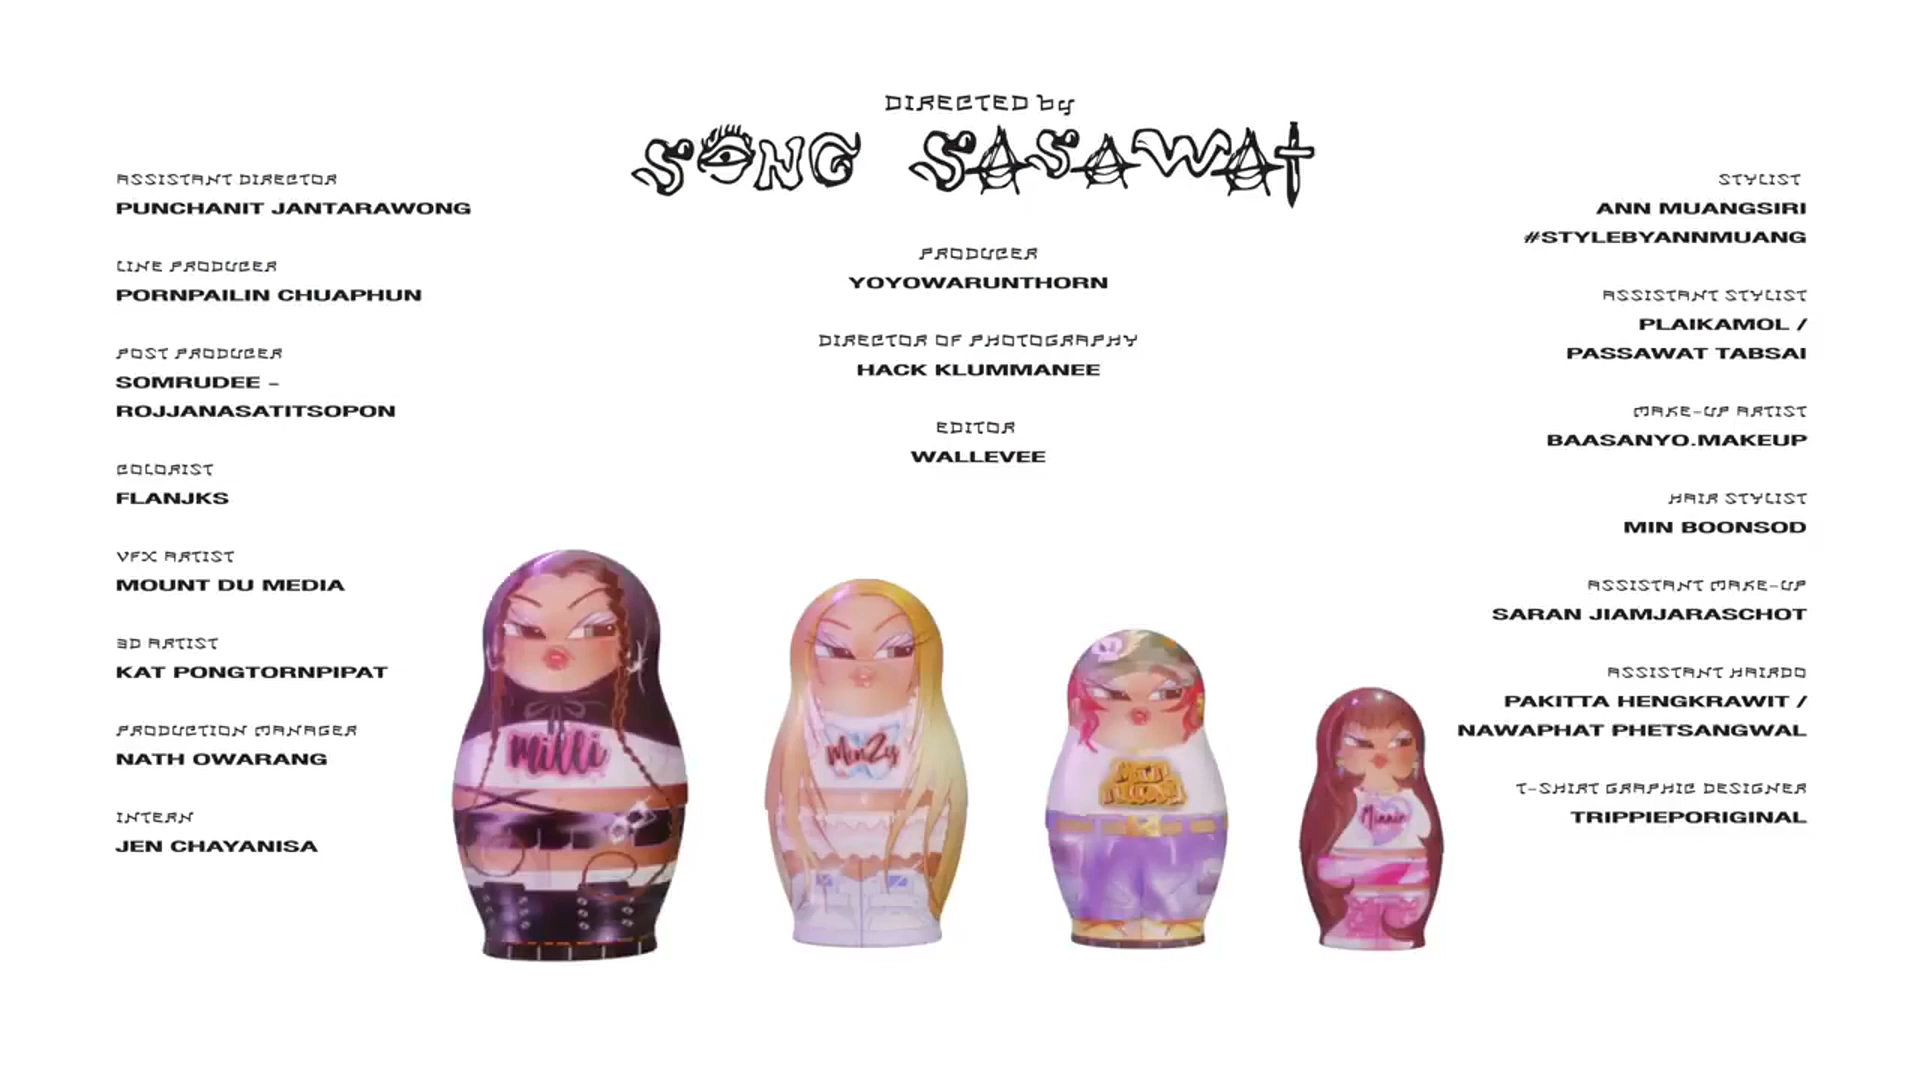 DIRECTED by
SONG SASAWAT
PRODUCER
YOYOWARUNTHORN
DIRECTOR OF PHOTOGRAPHY
HACK KLUMMANEE
EDITOR
WALLEVEE
ASSISTANT DIRECTOR
PUNCHANIT JANTARAWONG
LINE PRODUCER
PORNPAILIN CHUAPHUN
POST PRODUCER
SOMRUDEE -
ROJJANASATITSOPON
COLORIST
FLANJKS
VFX ARTIST
MOUNT DU MEDIA
3D ARTIST
KAT PONGTORNPIPAT
PRODUCTION MANAGER
NATH OWARANG
INTERN
JEN CHAYANISA
STYLIST
ANN MUANGSIRI
#STYLEBYANNMUANG
ASSISTANT STYLIST
PLAIKAMOL /
PASSAWAT TABSAI
MAKE-UP ARTIST
BAASANYO.MAKEUP
HAIR STYLIST
MIN BOONSOD
ASSISTANT MAKE-UP
SARAN JIAMJARASCHOT
ASSISTANT HAIRDO
PAKITTA HENGKRAWIT /
NAWAPHAT PHETSANGWAL
T-SHIRT GRAPHIC DESIGNER
TRIPPIEPORIGINAL
Milli
MinZy
Minnie